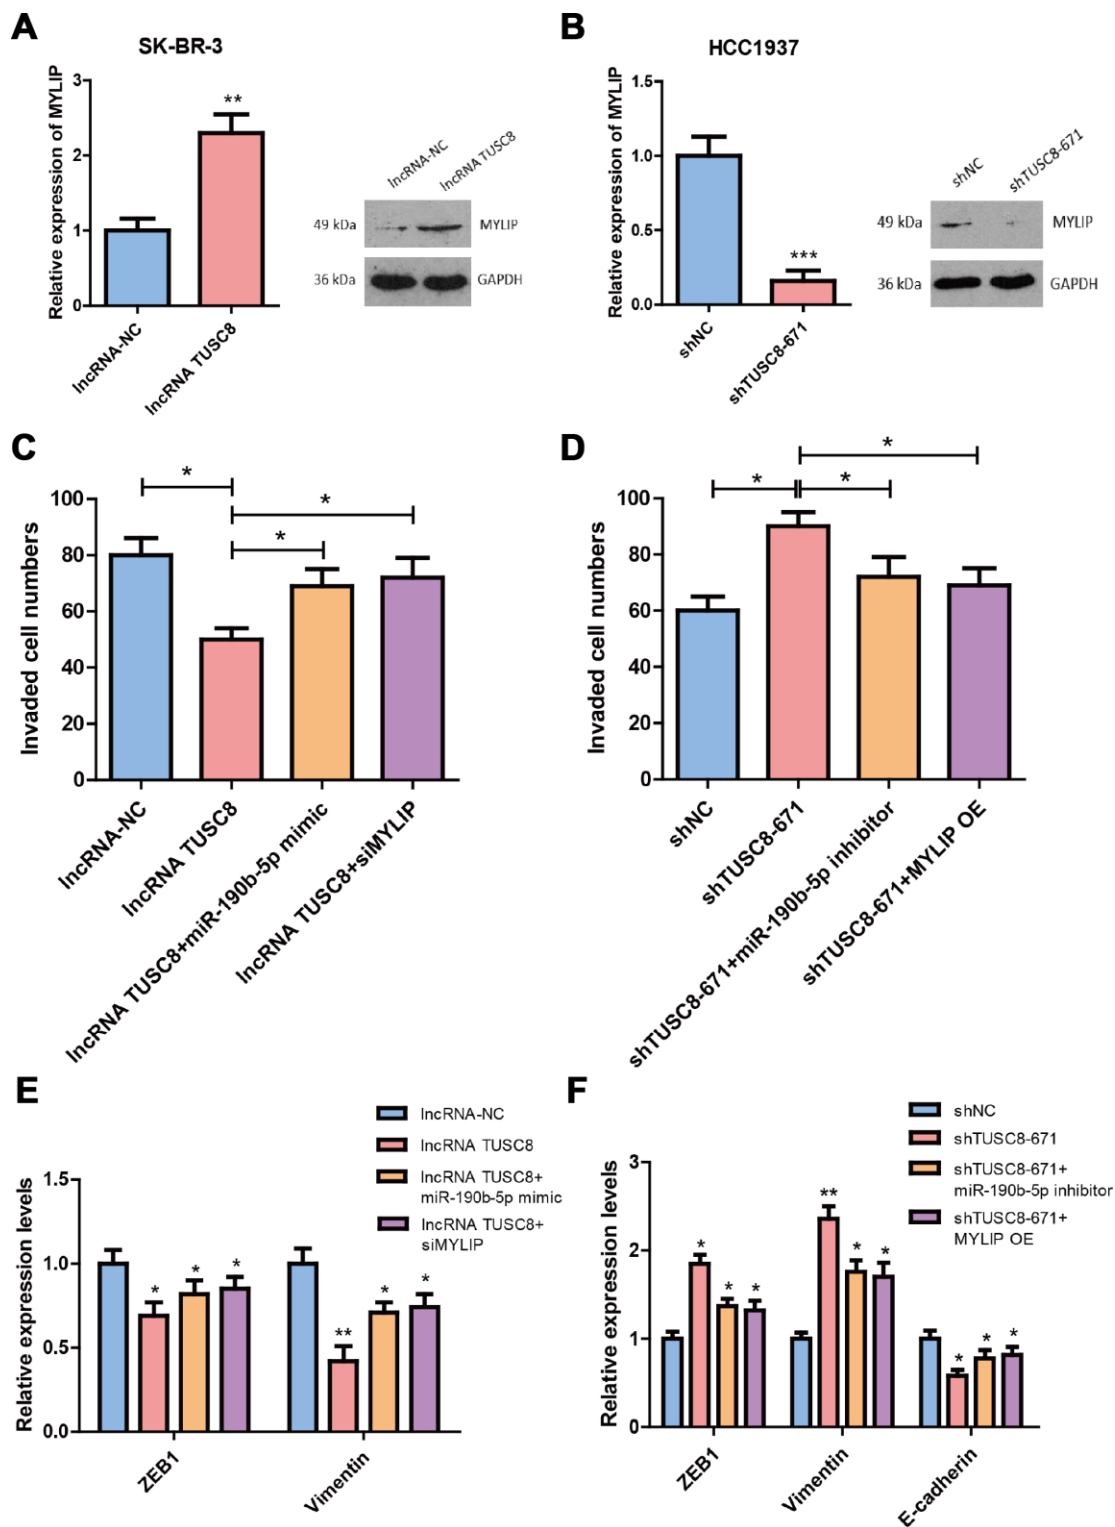 A
SK-BR-3
Relative expression of MYLIP
3
2
1
0
**
lncRNA-NC
lncRNA TUSC8
lncRNA-NC
lncRNA TUSC8
49 kDa
MYLIP
36 kDa
GAPDH
B
HCC1937
Relative expression of MYLIP
1.5
1.0
0.5
0.0
***
shNC
shTUSC8-671
shNC
shTUSC8-671
49 kDa
MYLIP
36 kDa
GAPDH
C
Invaded cell numbers
100
80
60
40
20
0
*
*
*
lncRNA-NC
lncRNA TUSC8
lncRNA TUSC8+miR-190b-5p mimic
lncRNA TUSC8+siMYLIP
D
Invaded cell numbers
100
80
60
40
20
0
*
*
*
shNC
shTUSC8-671
shTUSC8-671+miR-190b-5p inhibitor
shTUSC8-671+MYLIP OE
E
lncRNA-NC
lncRNA TUSC8
lncRNA TUSC8+
miR-190b-5p mimic
lncRNA TUSC8+
siMYLIP
Relative expression levels
1.5
1.0
0.5
0.0
* * *
** * *
ZEB1
Vimentin
F
shNC
shTUSC8-671
shTUSC8-671+
miR-190b-5p inhibitor
shTUSC8-671+
MYLIP OE
Relative expression levels
3
2
1
0
* * *
** * *
* * *
ZEB1
Vimentin
E-cadherin